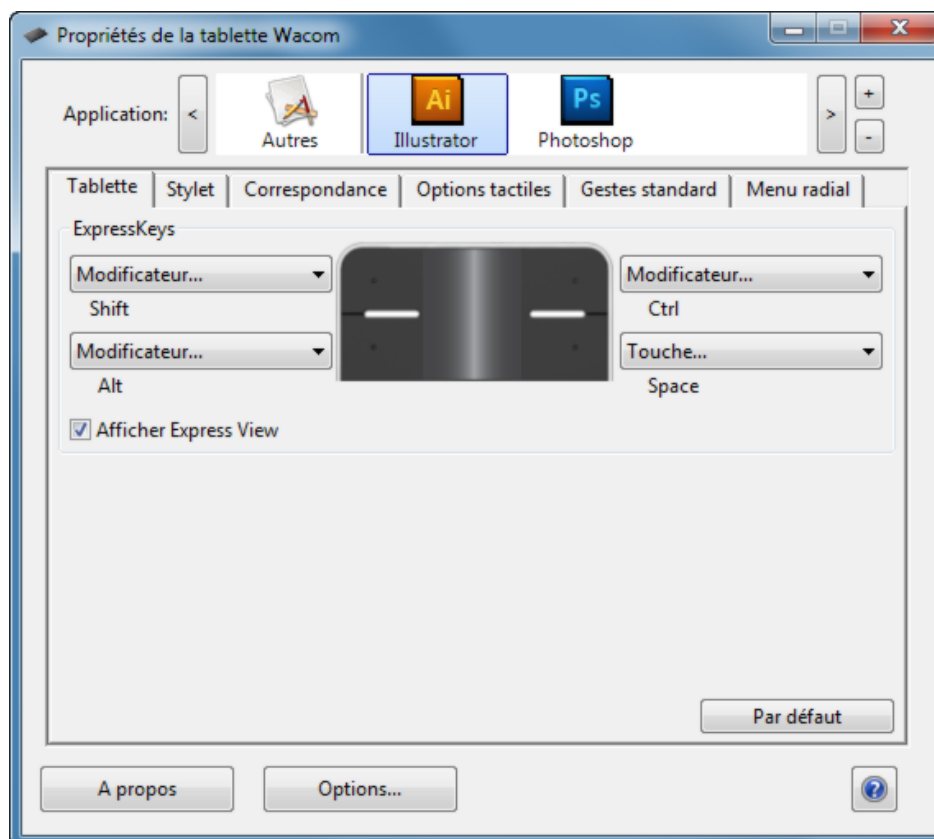 Propriétés de la tablette Wacom
Application: < Ai Ps > +
Autres Illustrator Photoshop -
Tablette Stylet Correspondance Options tactiles Gestes standard Menu radial
ExpressKeys
Modificateur... Modificateur...
Shift Ctrl
Modificateur... Touche...
Alt Space
Afficher Express View
Par défaut
A propos Options... ?